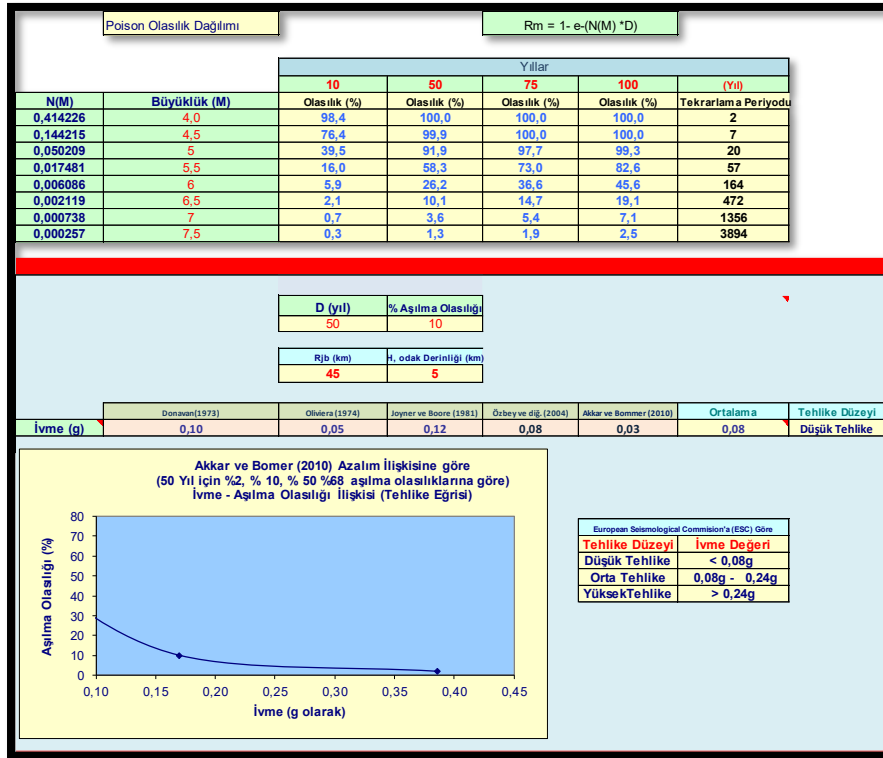 Poison Olasılık Dağılımı
Rm = 1- e-(N(M) *D)
Yıllar
10 50 75 100 (Yıl)
N(M) Büyüklük (M) Olasılık (%) Olasılık (%) Olasılık (%) Olasılık (%) Tekrarlama Periyodu
0,414226 4,0 98,4 100,0 100,0 100,0 2
0,144215 4,5 76,4 99,9 100,0 100,0 7
0,050209 5 39,5 91,9 97,7 99,3 20
0,017481 5,5 16,0 58,3 73,0 82,6 57
0,006086 6 5,9 26,2 36,6 45,6 164
0,002119 6,5 2,1 10,1 14,7 19,1 472
0,000738 7 0,7 3,6 5,4 7,1 1356
0,000257 7,5 0,3 1,3 1,9 2,5 3894
D (yıl) % Aşılma Olasılığı
50 10
Rjb (km) H, odak Derinliği (km)
45 5
Donavan(1973) Oliviera (1974) Joyner ve Boore (1981) Özbey ve diğ. (2004) Akkar ve Bommer (2010) Ortalama Tehlike Düzeyi
İvme (g) 0,10 0,05 0,12 0,08 0,03 0,08 Düşük Tehlike
Akkar ve Bomer (2010) Azalım İlişkisine göre
(50 Yıl için %2, % 10, % 50 %68 aşılma olasılıklarına göre)
İvme - Aşılma Olasılığı İlişkisi (Tehlike Eğrisi)
Aşılma Olasılığı (%)
80
70
60
50
40
30
20
10
0
0,10 0,15 0,20 0,25 0,30 0,35 0,40 0,45
İvme (g olarak)
European Seismological Commision'a (ESC) Göre
Tehlike Düzeyi İvme Değeri
Düşük Tehlike < 0,08g
Orta Tehlike 0,08g - 0,24g
YüksekTehlike > 0,24g